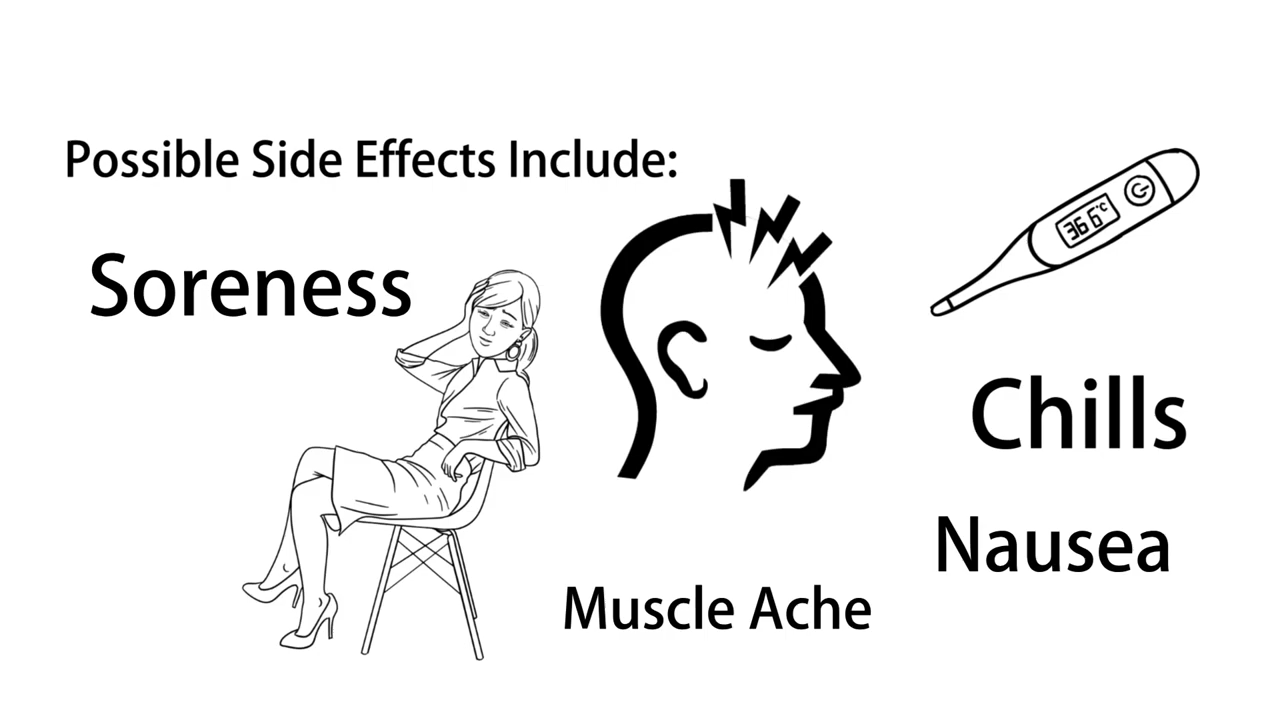 Possible Side Effects Include:
Soreness
36.6°c
Chills
Nausea
Muscle Ache